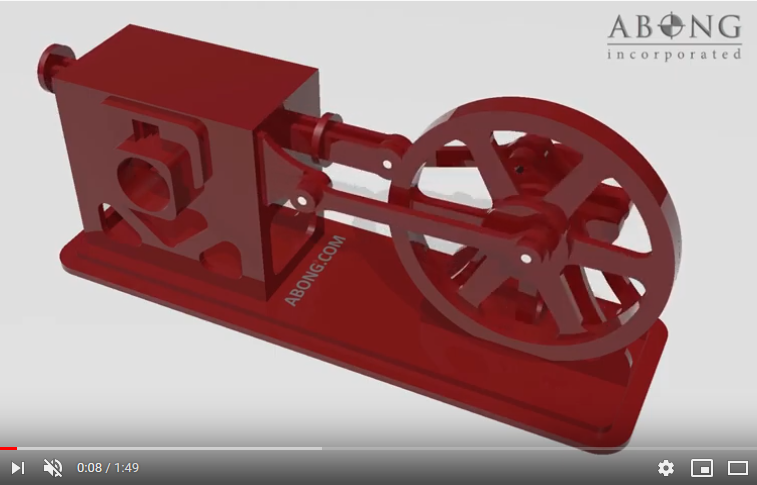 ABONG
incorporated
ABONG.COM
0:08 / 1:49